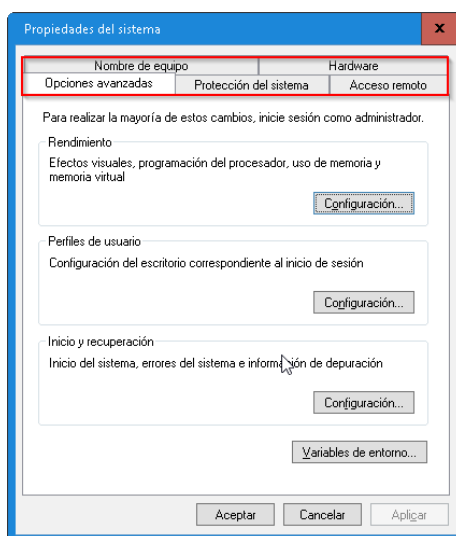 Propiedades del sistema
x
Nombre de equipo
Hardware
Opciones avanzadas
Protección del sistema
Acceso remoto
Para realizar la mayoría de estos cambios, inicie sesión como administrador.
Rendimiento
Efectos visuales, programación del procesador, uso de memoria y
memoria virtual
Configuración...
Perfiles de usuario
Configuración del escritorio correspondiente al inicio de sesión
Configuración...
Inicio y recuperación
Inicio del sistema, errores del sistema e información de depuración
Configuración...
Variables de entorno...
Aceptar
Cancelar
Aplicar